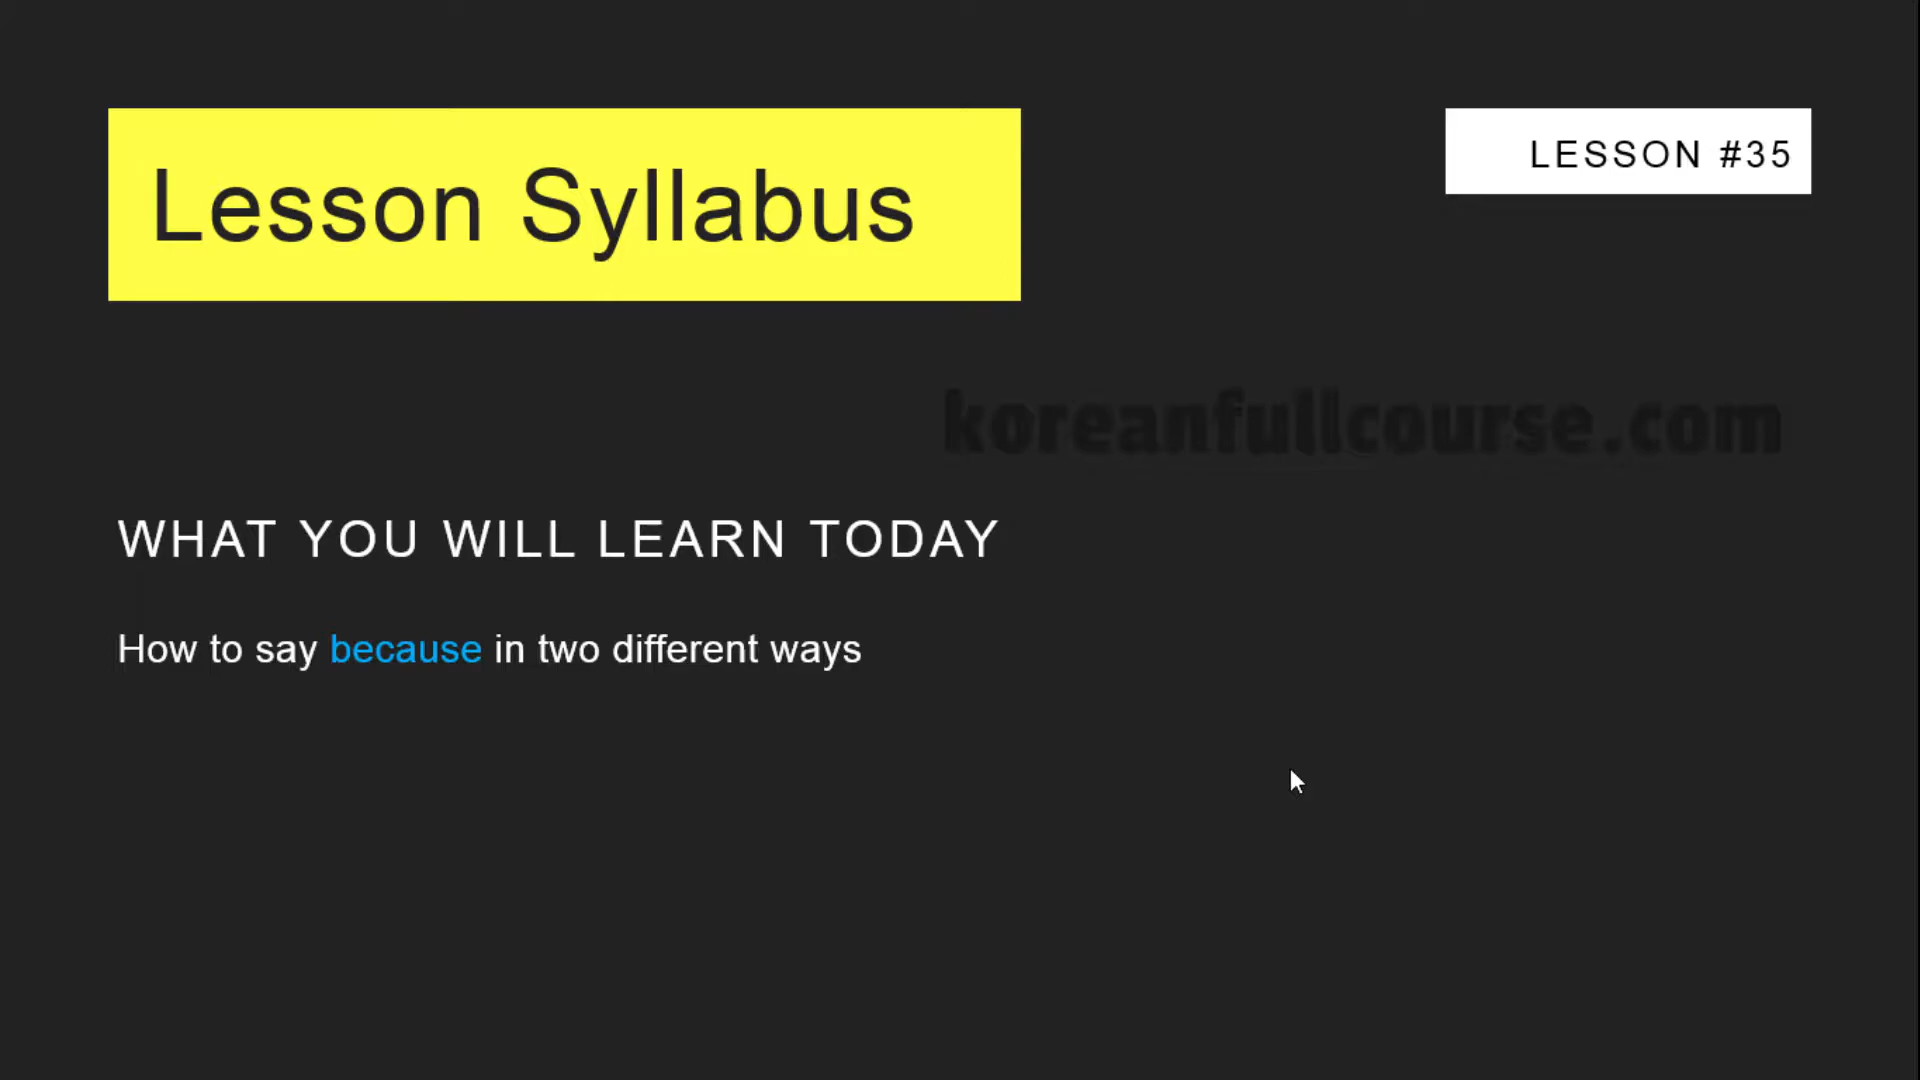 Lesson Syllabus
LESSON #35
koreanfullcourse.com
WHAT YOU WILL LEARN TODAY
How to say because in two different ways